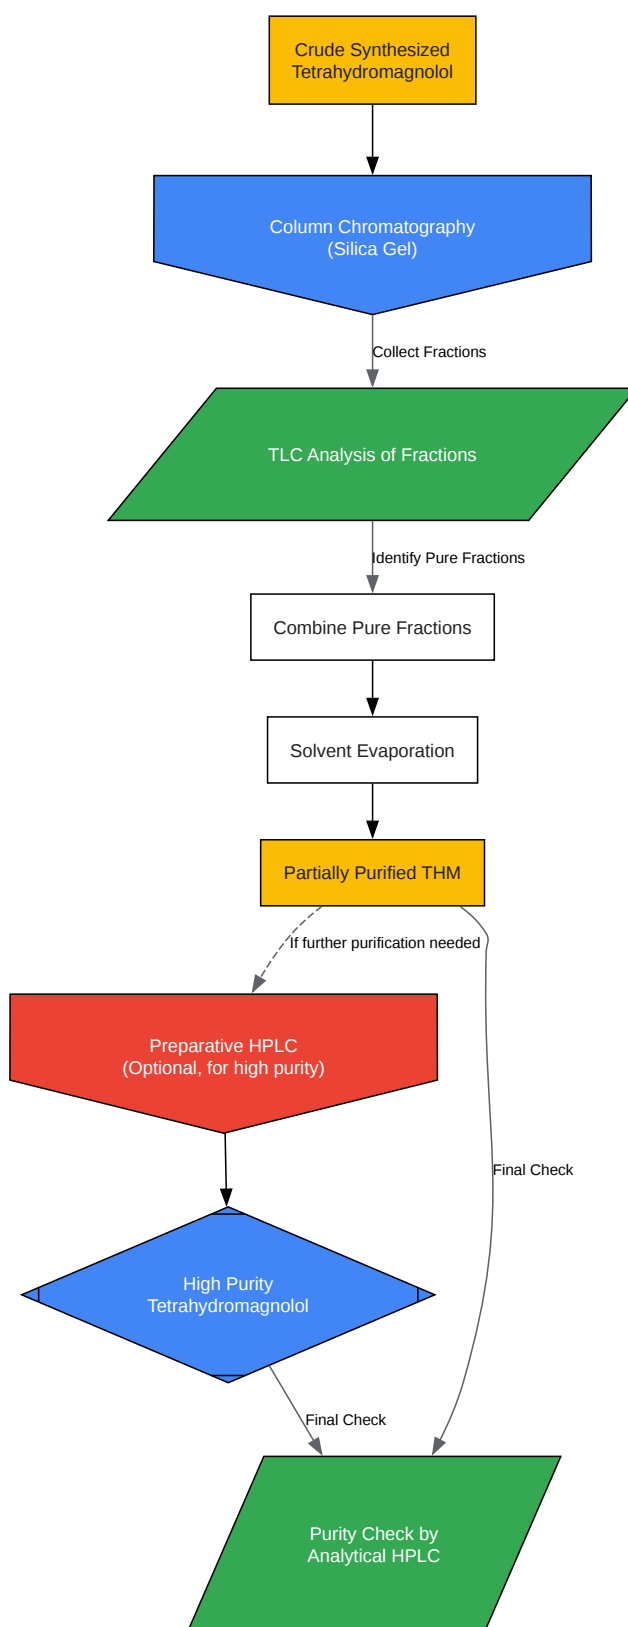 Crude Synthesized
Tetrahydromagnolol
Column Chromatography
(Silica Gel)
Collect Fractions
TLC Analysis of Fractions
Identify Pure Fractions
Combine Pure Fractions
Solvent Evaporation
Partially Purified THM
If further purification needed
Preparative HPLC
(Optional, for high purity)
Final Check
High Purity
Tetrahydromagnolol
Final Check
Purity Check by
Analytical HPLC